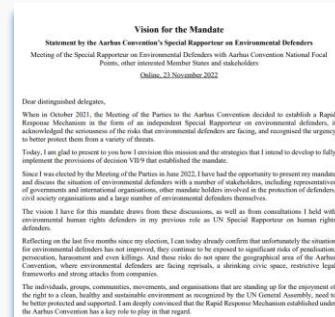 Vision for the Mandate
Statement by the Aarhus Convention's Special Rapporteur on Environmental Defenders
Meeting of the Special Rapporteur on Environmental Defenders with Aarhus Convention National Focal
Points, other interested Member States and stakeholders
Online, 23 November 2022
Dear distinguished delegates,
When in October 2021, the Meeting of the Parties to the Aarhus Convention decided to establish a Rapid
Response Mechanism in the form of an independent Special Rapporteur on environmental defenders, it
acknowledged the seriousness of the risks that environmental defenders are facing, and recognised the urgency
to better protect them from a variety of threats.
Today, I am glad to present to you how I envision this mission and the strategies that I intend to develop to fully
implement the provisions of decision VII/9 that established the mandate.
Since I was elected by the Meeting of the Parties in June 2022, I have had the opportunity to present my mandate
and discuss the situation of environmental defenders with a number of stakeholders, including representatives
of governments and international organisations, other mandate holders involved in the protection of defenders,
civil society organisations and a large number of environmental defenders themselves.
The vision I have for this mandate draws from these discussions, as well as from consultations I held with
environmental human rights defenders in my previous role as UN Special Rapporteur on human rights
defenders.
Reflecting on the last five months since my election, I can today already confirm that unfortunately the situation
for environmental defenders has not improved, they continue to be exposed to significant risks of penalisation,
persecution, harassment and even killings. And these risks do not spare the geographical area of the Aarhus
Convention, where environmental defenders are facing reprisals, a shrinking civic space, restrictive legal
frameworks and strong attacks from companies.
The individuals, groups, communities, movements, and organisations that are standing up for the enjoyment of
the right to a clean, healthy and sustainable environment as recognized by the UN General Assembly, need to
be better protected and supported. I am deeply convinced that the Rapid Response Mechanism established under
the Aarhus Convention has a key role to play in that regard.